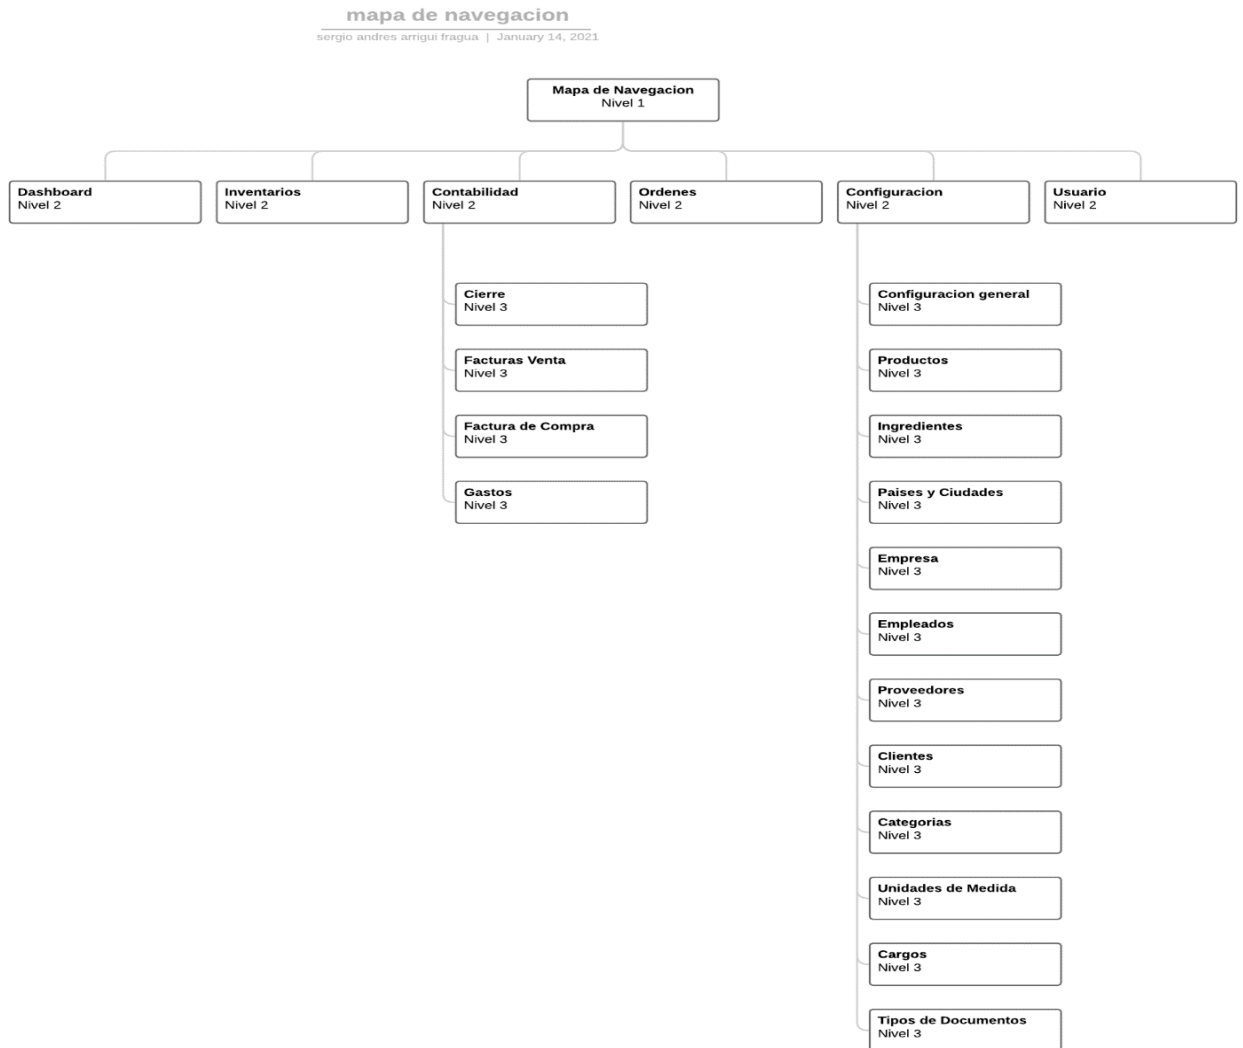 mapa de navegacion
sergio andres arrigui fragua | January 14, 2021
Mapa de Navegacion
Nivel 1
Dashboard
Nivel 2
Inventarios
Nivel 2
Contabilidad
Nivel 2
Ordenes
Nivel 2
Configuracion
Nivel 2
Usuario
Nivel 2
Cierre
Nivel 3
Facturas Venta
Nivel 3
Factura de Compra
Nivel 3
Gastos
Nivel 3
Configuracion general
Nivel 3
Productos
Nivel 3
Ingredientes
Nivel 3
Paises y Ciudades
Nivel 3
Empresa
Nivel 3
Empleados
Nivel 3
Proveedores
Nivel 3
Clientes
Nivel 3
Categorias
Nivel 3
Unidades de Medida
Nivel 3
Cargos
Nivel 3
Tipos de Documentos
Nivel 3